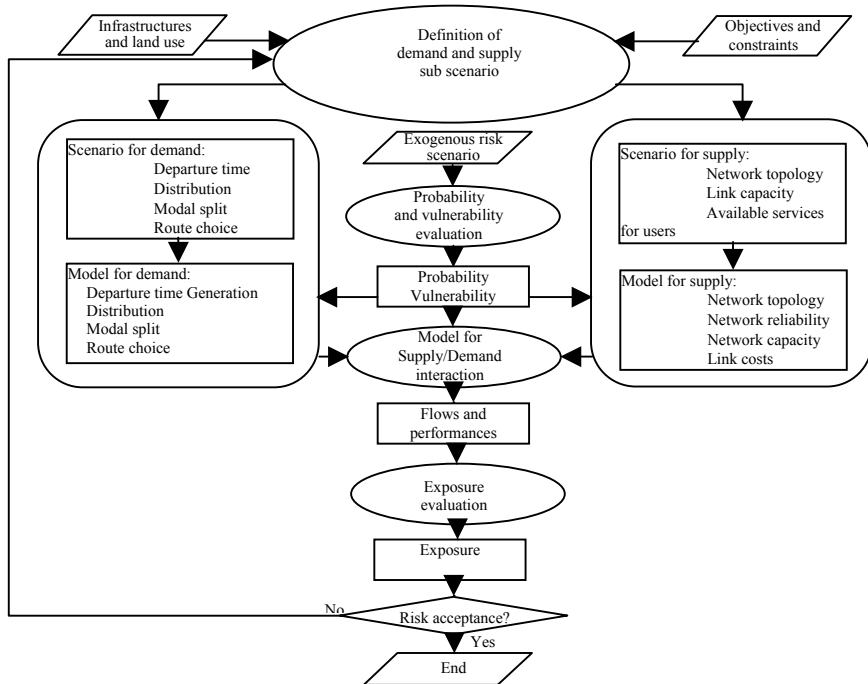 Infrastructures
and land use
Definition of
demand and supply
sub scenario
Objectives and
constraints
Scenario for demand:
Departure time
Distribution
Modal split
Route choice
Model for demand:
Departure time Generation
Distribution
Modal split
Route choice
Exogenous risk
scenario
Probability
and vulnerability
evaluation
Probability
Vulnerability
Scenario for supply:
Network topology
Link capacity
Available services
for users
Model for supply:
Network topology
Network reliability
Network capacity
Link costs
Model for
Supply/Demand
interaction
Flows and
performances
Exposure
evaluation
Exposure
No
Risk acceptance?
Yes
End